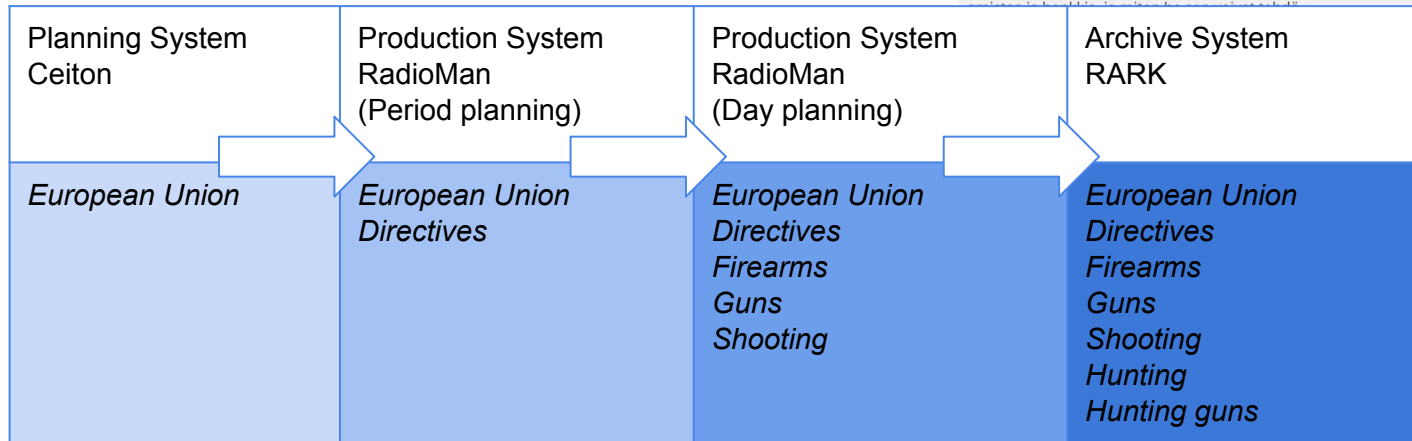 Planning System
Ceiton
Production System
RadioMan
(Period planning)
Production System
RadioMan
(Day planning)
Archive System
RARK
European Union
European Union
Directives
European Union
Directives
Firearms
Guns
Shooting
European Union
Directives
Firearms
Guns
Shooting
Hunting
Hunting guns